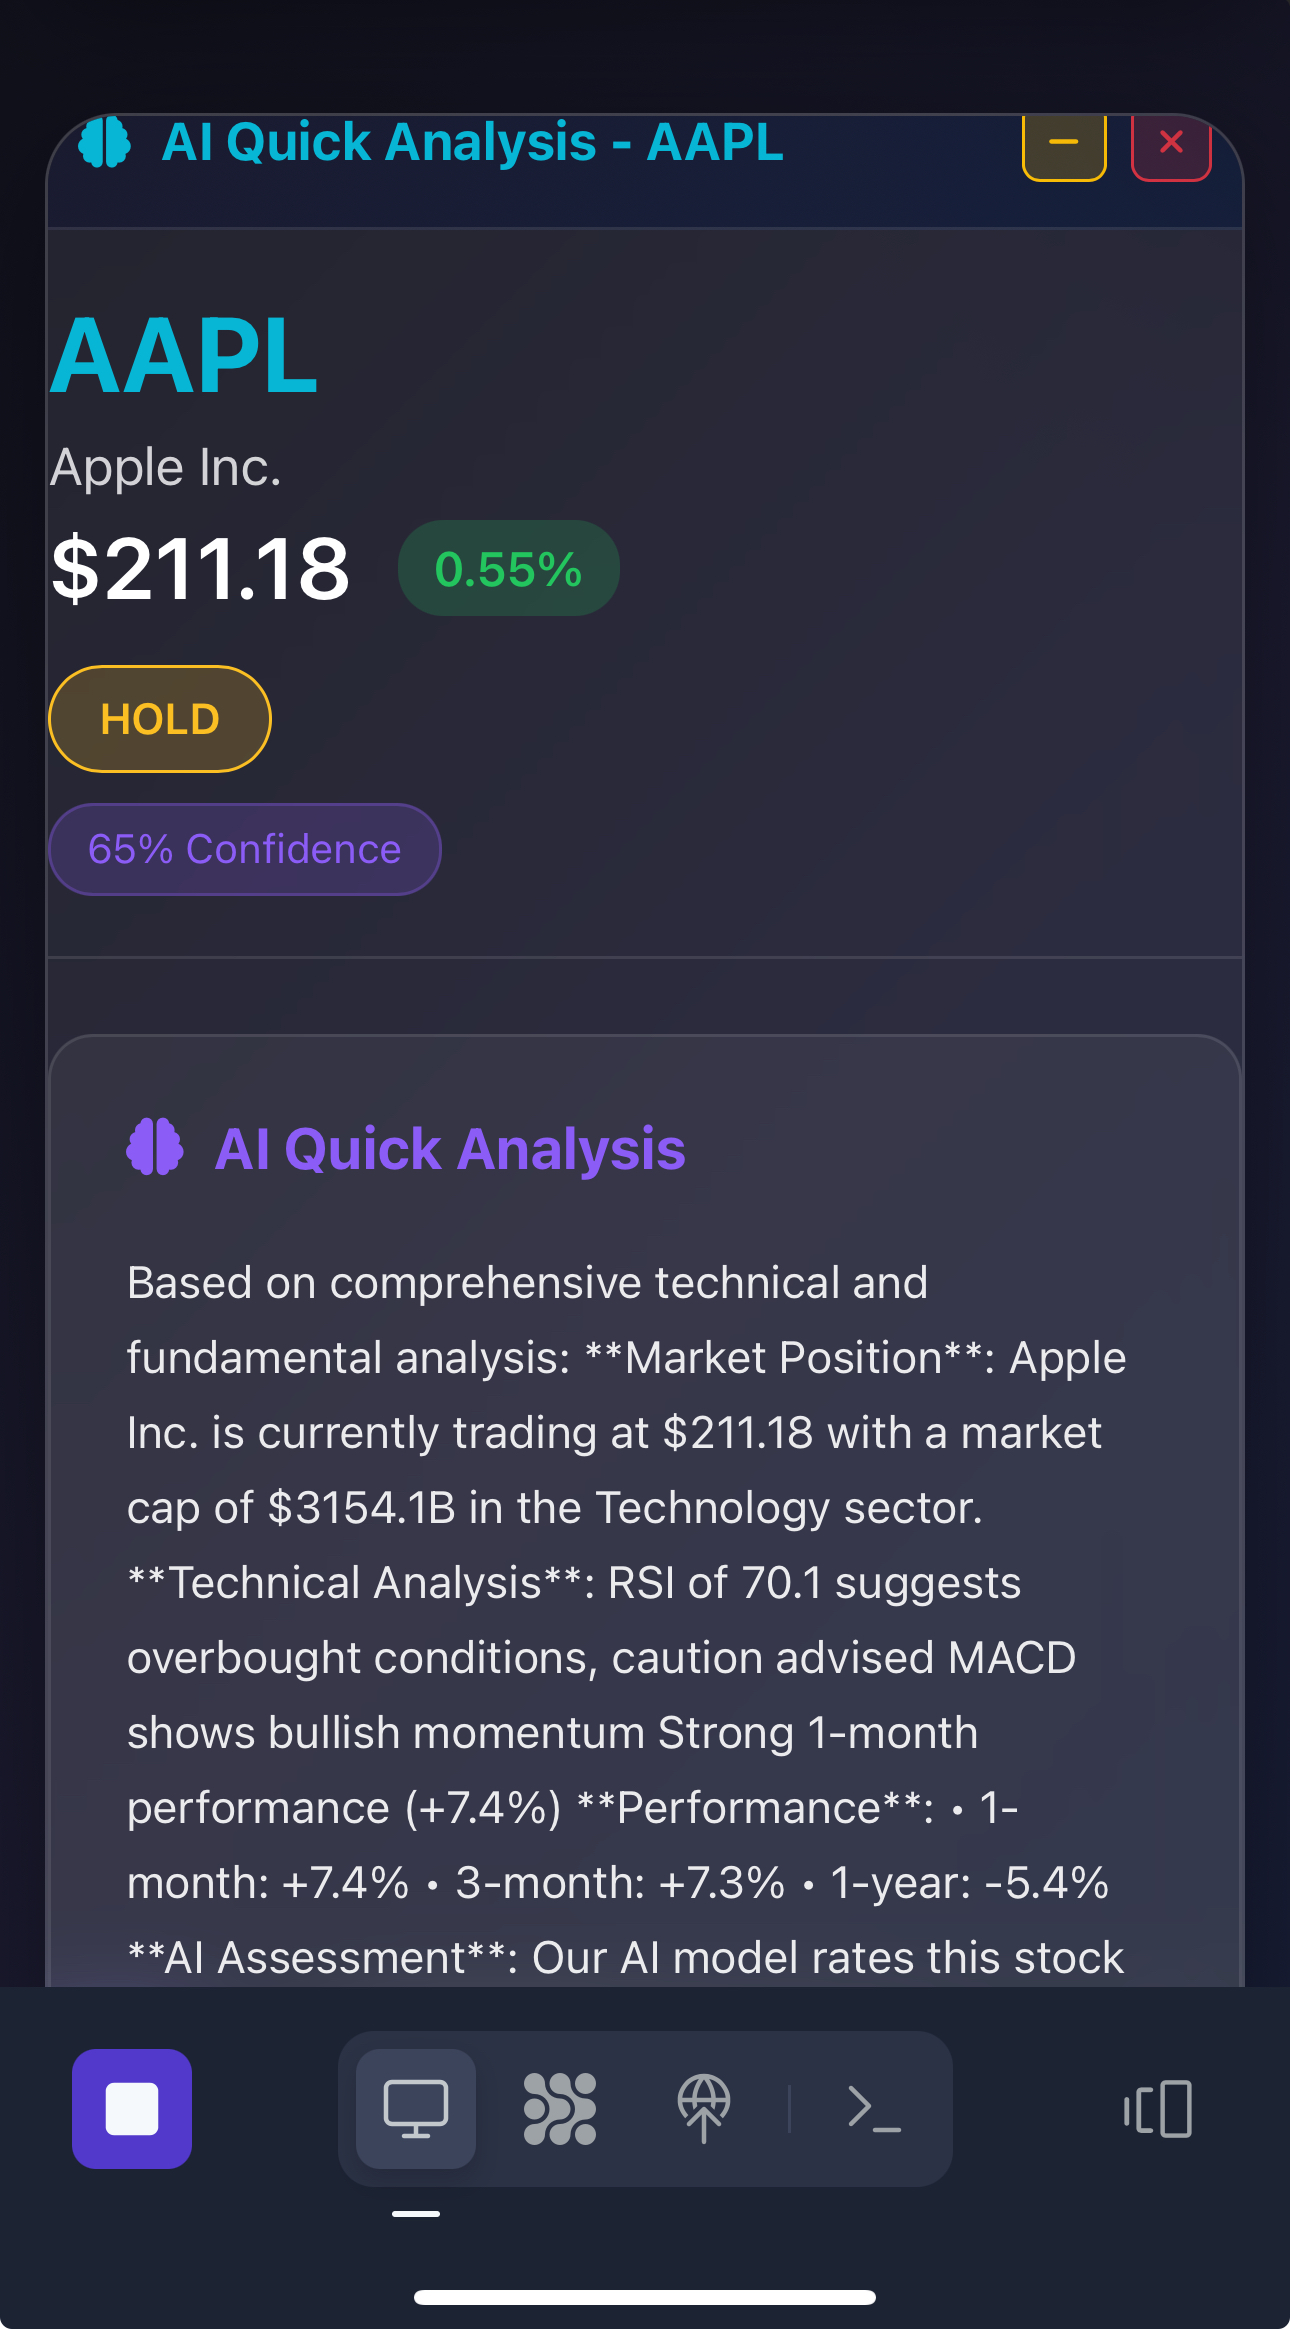 AI Quick Analysis - AAPL
AAPL
Apple Inc.
$211.18 0.55%
HOLD
65% Confidence
AI Quick Analysis
Based on comprehensive technical and
fundamental analysis: **Market Position**: Apple
Inc. is currently trading at $211.18 with a market
cap of $3154.1B in the Technology sector.
**Technical Analysis**: RSI of 70.1 suggests
overbought conditions, caution advised MACD
shows bullish momentum Strong 1-month
performance (+7.4%) **Performance**: • 1-
month: +7.4% • 3-month: +7.3% • 1-year: -5.4%
**AI Assessment**: Our AI model rates this stock